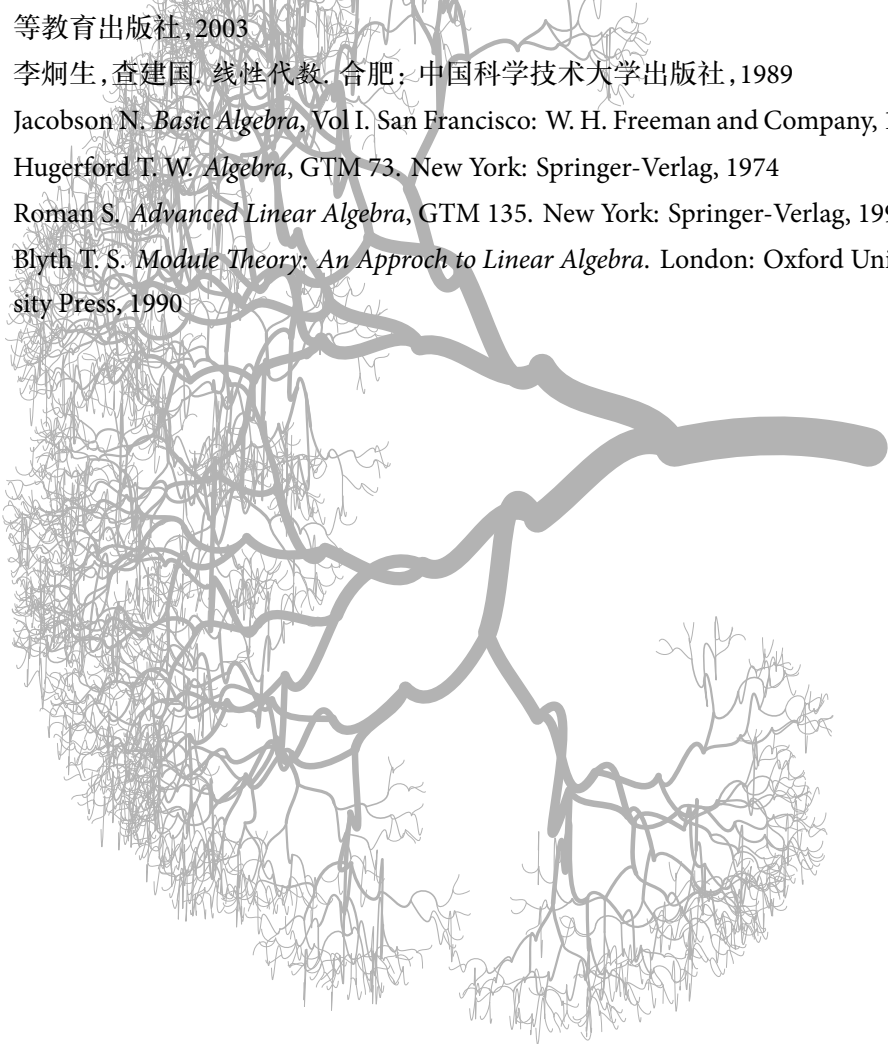 等教育出版社,2003
李炯生,查建国. 线性代数. 合肥: 中国科学技术大学出版社,1989
Jacobson N. Basic Algebra, Vol I. San Francisco: W. H. Freeman and Company, 1
Hugerford T. W. Algebra, GTM 73. New York: Springer-Verlag, 1974
Roman S. Advanced Linear Algebra, GTM 135. New York: Springer-Verlag, 199
Blyth T. S. Module Theory: An Approch to Linear Algebra. London: Oxford Uni
sity Press, 1990